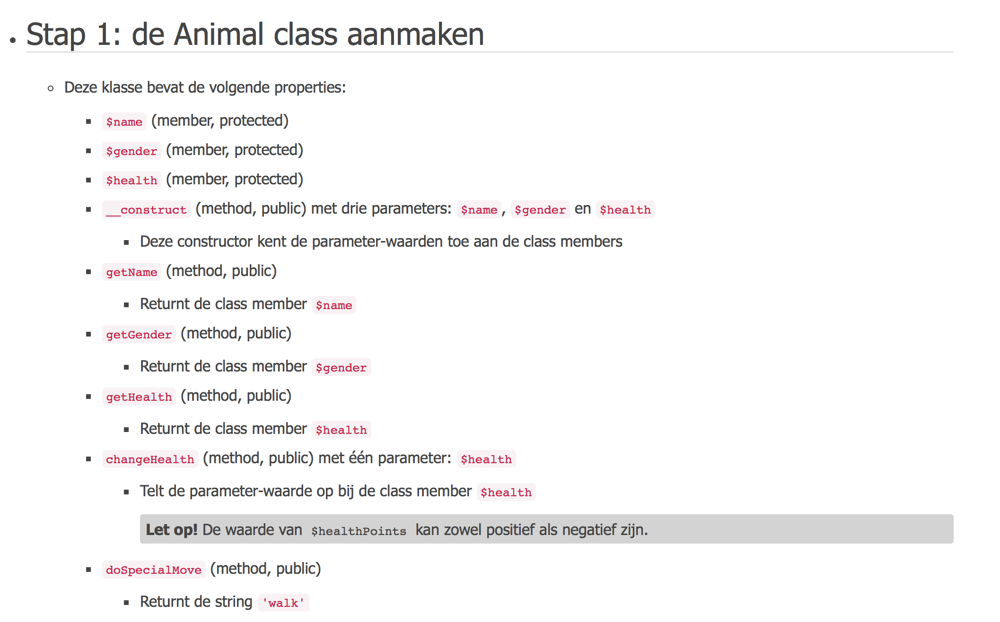 Stap 1: de Animal class aanmaken
Deze klasse bevat de volgende properties:
$name (member, protected)
$gender (member, protected)
$health (member, protected)
__construct (method, public) met drie parameters: $name, $gender en $health
Deze constructor kent de parameter-waarden toe aan de class members
getName (method, public)
Returnt de class member $name
getGender (method, public)
Returnt de class member $gender
getHealth (method, public)
Returnt de class member $health
changeHealth (method, public) met één parameter: $health
Telt de parameter-waarde op bij de class member $health
Let op! De waarde van $healthPoints kan zowel positief als negatief zijn.
doSpecialMove (method, public)
Returnt de string 'walk'